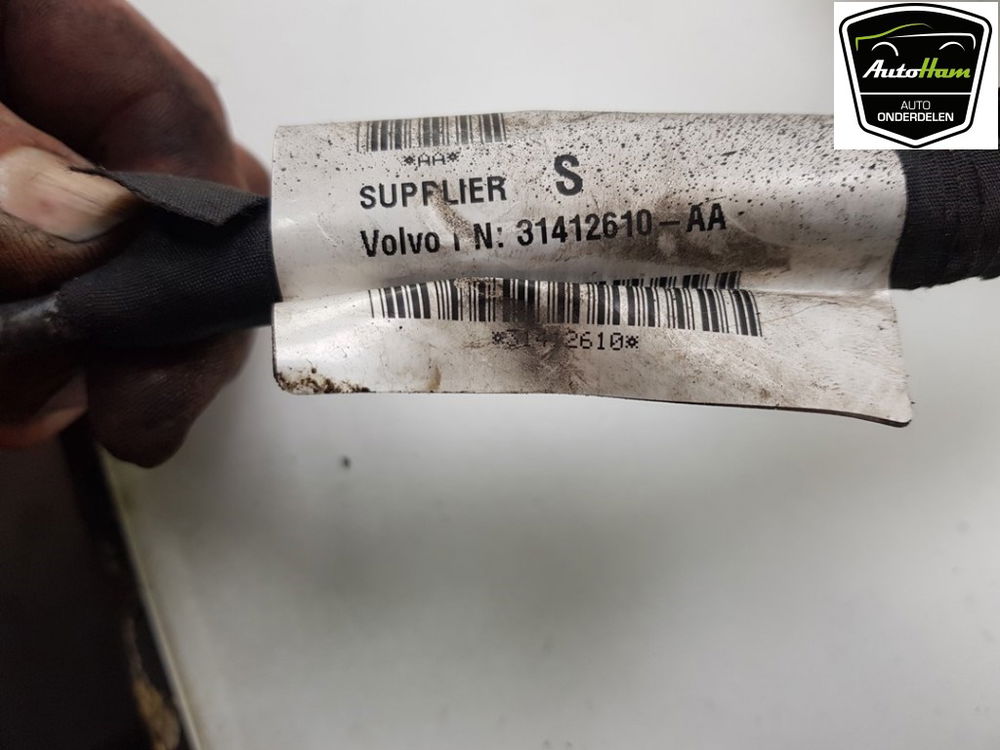 *AA*
SUPPLIER S
Volvo N: 31412610-AA
2610*
AutoHam
AUTO
ONDERDELEN